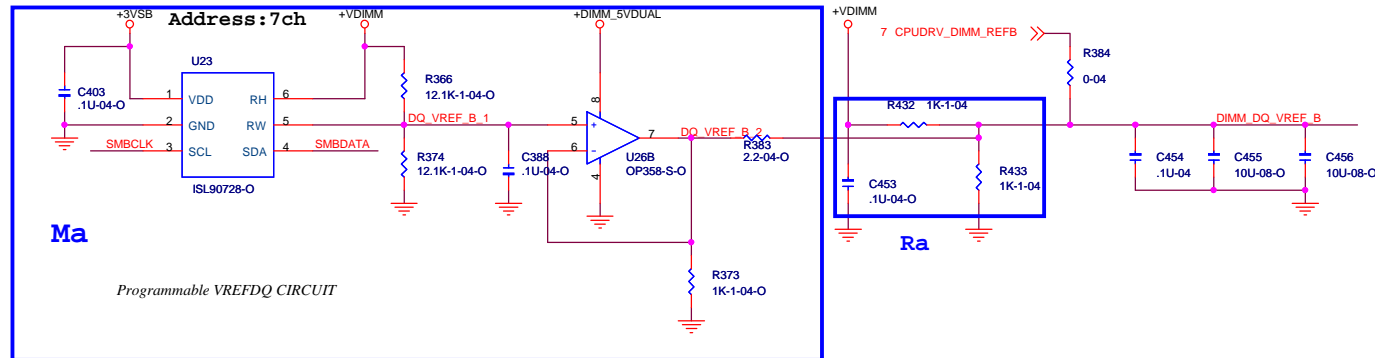 +3VSB
Address:7ch
+VDIMM
+DIMM_5VDUAL
+VDIMM
7 CPUDRV_DIMM_REFB
R384
0-04
U23
C403
.1U-04-O
1 VDD RH 6
2 GND RW 5
3 SCL SDA 4
SMBCLK
SMBDATA
ISL90728-O
R366
12.1K-1-04-O
DQ_VREF_B_1
R374
12.1K-1-04-O
C388
.1U-04-O
8
5 +
6 -
7
4
U26B
OP358-S-O
DQ_VREF_B_2
R383
2.2-04-O
R373
1K-1-04-O
R432 1K-1-04
R433
1K-1-04
C453
.1U-04-O
DIMM_DQ_VREF_B
C454
.1U-04
C455
10U-08-O
C456
10U-08-O
Ma
Ra
Programmable VREFDQ CIRCUIT